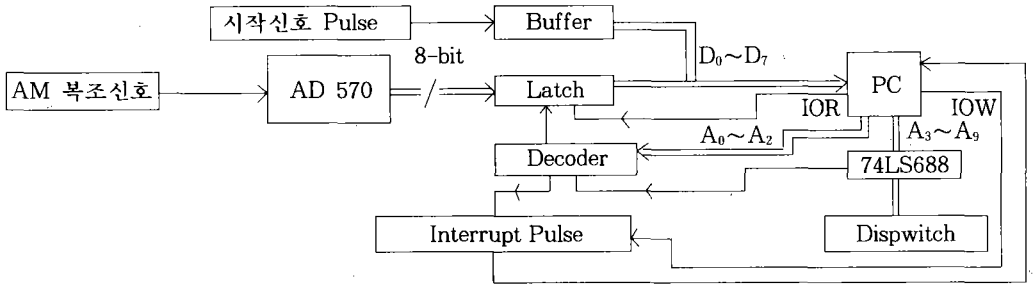 시작신호 Pulse
Buffer
8-bit
D₀~D₇
AM 복조신호
AD 570
Latch
PC
IOR
IOW
A₀~A₂
A₃~A₉
Decoder
74LS688
Interrupt Pulse
Dispwitch